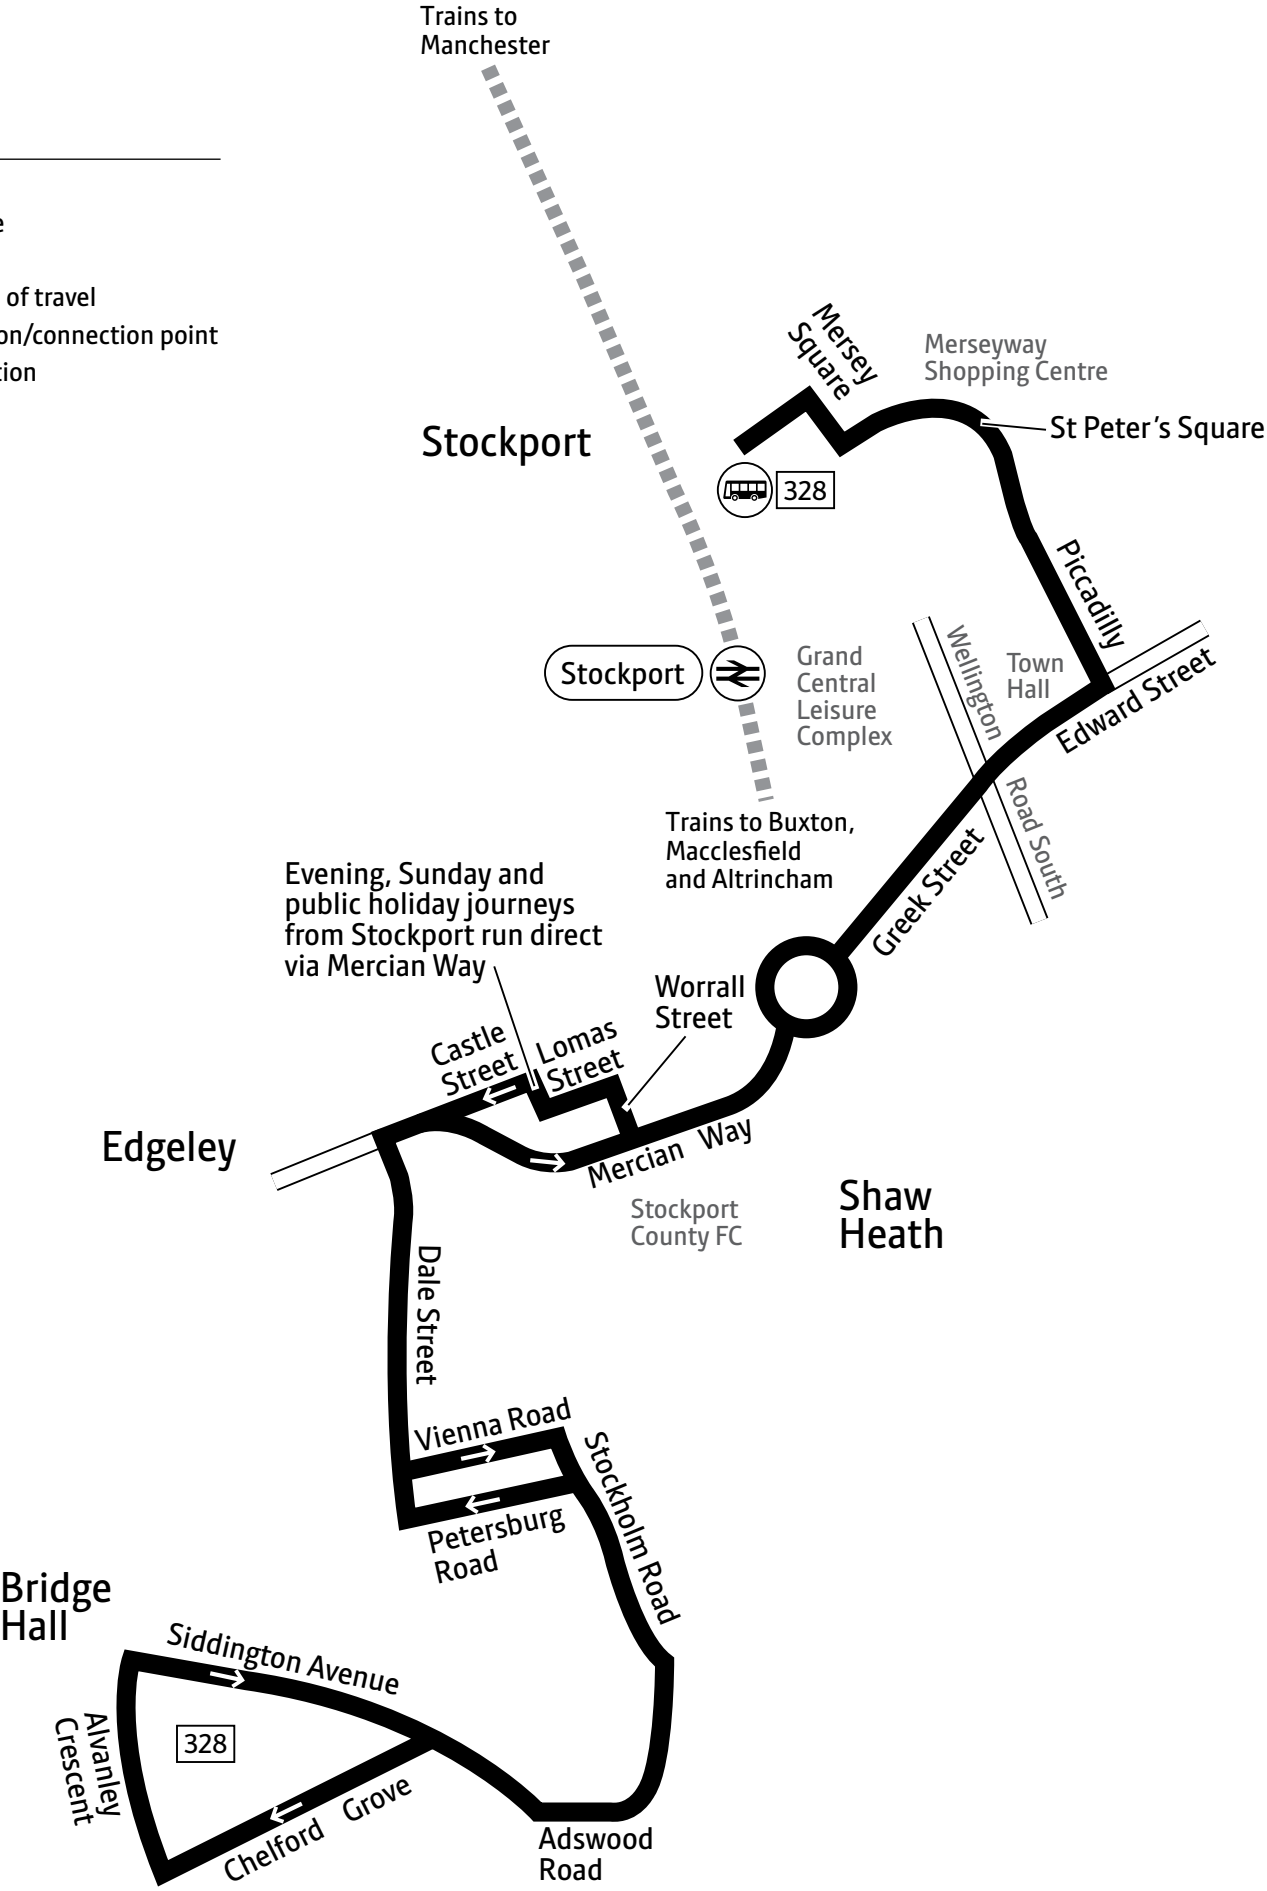 Trains to
Manchester
e
of travel
on/connection point
tion
Mersey
Square
Merseyway
Shopping Centre
St Peter's Square
Stockport
328
Piccadilly
Wellington
Road South
Town
Hall
Edward Street
Stockport
Grand
Central
Leisure
Complex
Trains to Buxton,
Macclesfield
and Altrincham
Greek Street
Evening, Sunday and
public holiday journeys
from Stockport run direct
via Mercian Way
Worrall
Street
Castle
Street
Lomas
Street
Edgeley
Mercian Way
Stockport
County FC
Shaw
Heath
Dale Street
Vienna Road
Stockholm Road
Petersburg
Road
Bridge
Hall
Siddington Avenue
Alvanley
Crescent
328
Chelford Grove
Adswood
Road